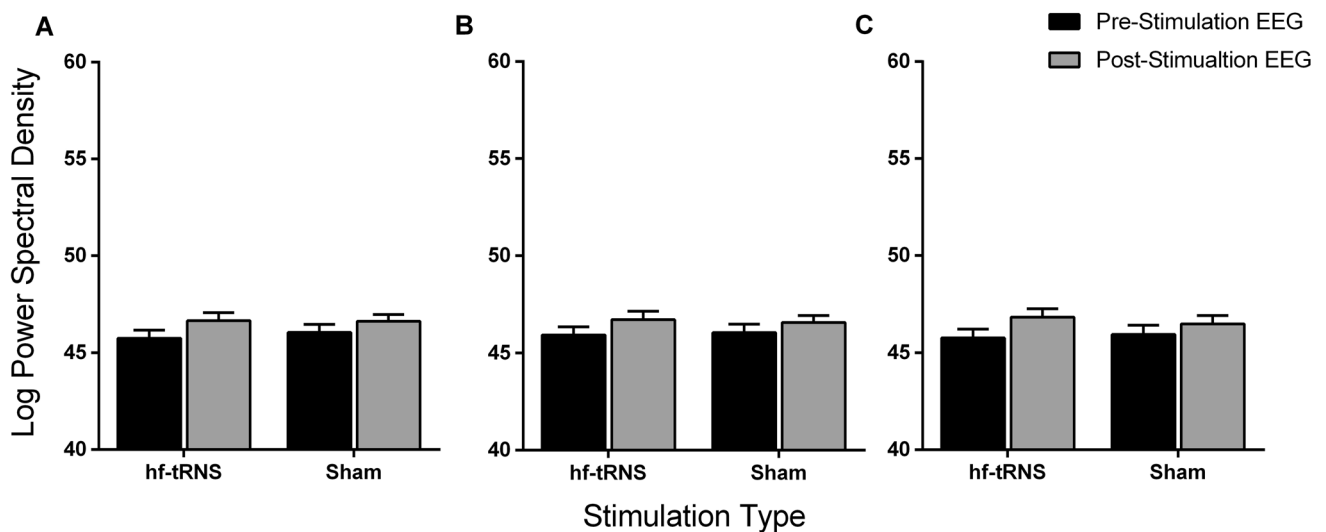 A
B
C
Pre-Stimulation EEG
Post-Stimualtion EEG
Log Power Spectral Density
60
55
50
45
40
hf-tRNS
Sham
60
55
50
45
40
hf-tRNS
Sham
60
55
50
45
40
hf-tRNS
Sham
Stimulation Type